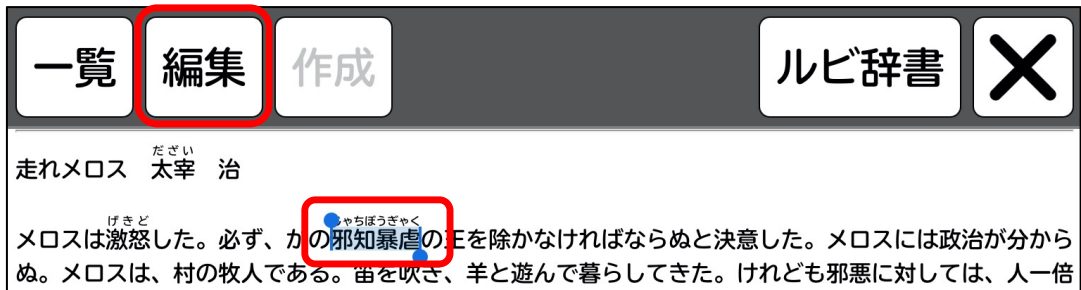 一覧 編集 作成 ルビ辞書
だざい
走れメロス 太宰 治
げきど ゃちぼうぎゃく
メロスは激怒した。必ず、かの邪知暴虐の王を除かなければならぬと決意した。メロスには政治が分から
ぬ。メロスは、村の牧人である。笛を吹き、羊と遊んで暮らしてきた。けれども邪悪に対しては、人一倍